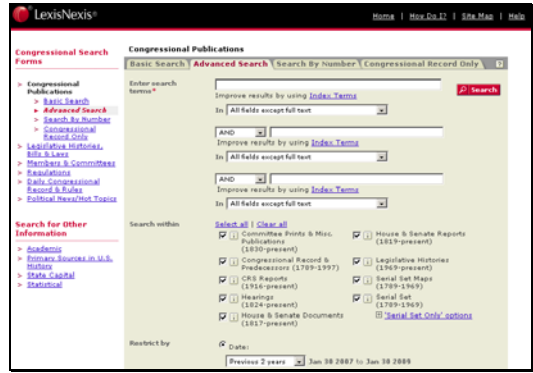 LexisNexis®
Home | How Do I? | Site Map | Help
Congressional Search
Forms
> Congressional
Publications
> Basic Search
> Advanced Search
> Search By Number
> Congressional
Record Only
> Legislative Histories,
Bills & Laws
> Members & Committees
> Regulations
> Daily Congressional
Record & Rules
> Political News/Hot Topics
Search for Other
Information
> Academic
> Primary Sources in U.S.
History
> State Capital
> Statistical
Congressional Publications
Basic Search Advanced Search Search By Number Congressional Record Only ?
Enter search
terms*
Search
Improve results by using Index Terms
In All fields except full text
AND
Improve results by using Index Terms
In All fields except full text
AND
Improve results by using Index Terms
In All fields except full text
Search within
Select all | Clear all
Committee Prints & Misc.
Publications
(1830-present)
Congressional Record &
Predecessors (1789-1997)
CRS Reports
(1916-present)
Hearings
(1824-present)
House & Senate Documents
(1817-present)
House & Senate Reports
(1819-present)
Legislative Histories
(1969-present)
Serial Set Maps
(1789-1969)
Serial Set
(1789-1969)
'Serial Set Only' options
Restrict by
Date:
Previous 2 years Jan 30 2007 to Jan 30 2009